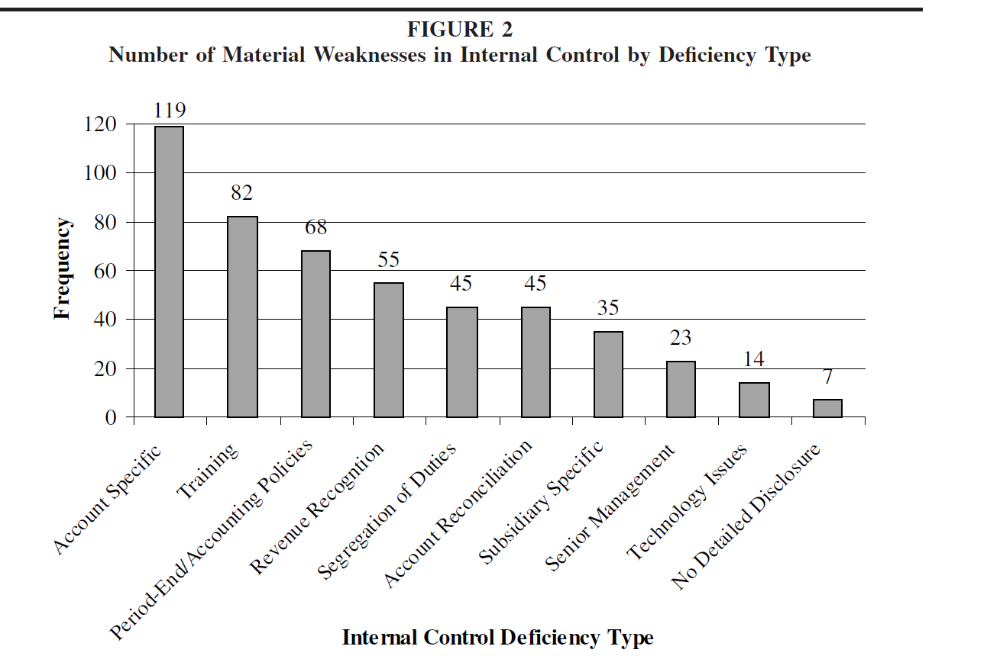 FIGURE 2
Number of Material Weaknesses in Internal Control by Deficiency Type
119
120
100
82
80
68
60
55
45
45
40
35
23
20
14
7
0
Frequency
Account Specific
Training
Period-End/Accounting Policies
Revenue Recogntion
Segregation of Duties
Account Reconciliation
Subsidiary Specific
Senior Management
Technology Issues
No Detailed Disclosure
Internal Control Deficiency Type